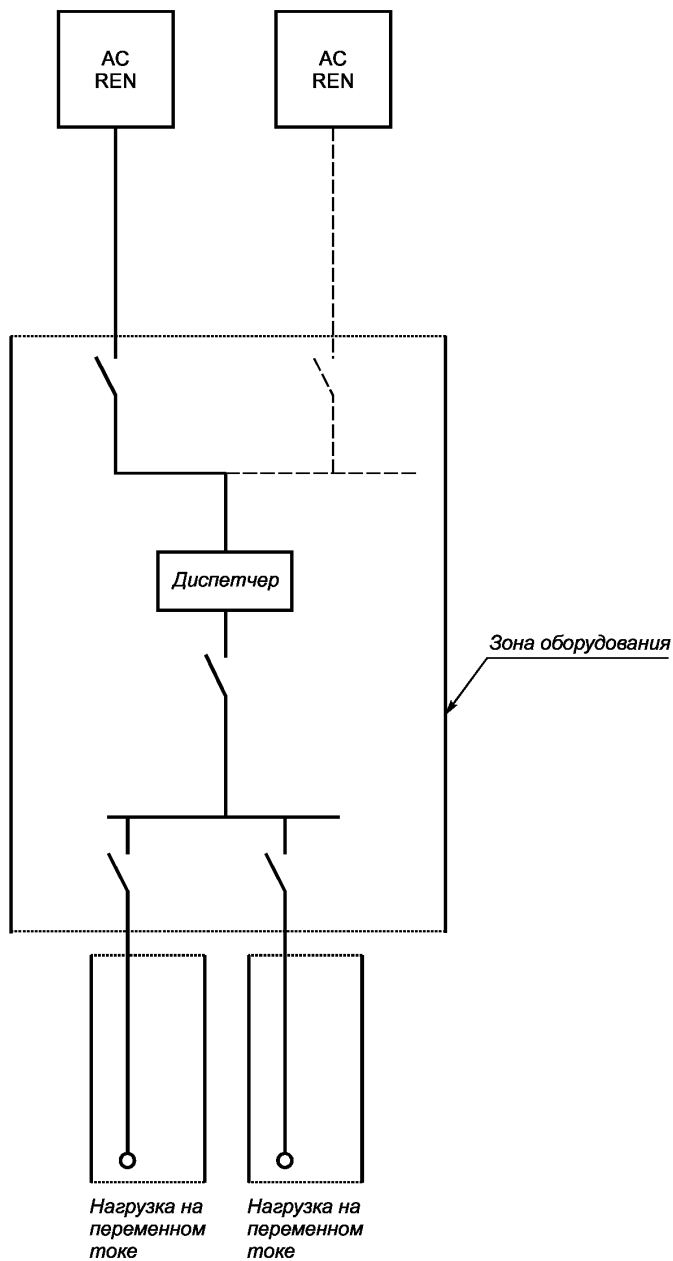 AC
REN
AC
REN
Диспетчер
Зона оборудования
Нагрузка на
переменном
токе
Нагрузка на
переменном
токе